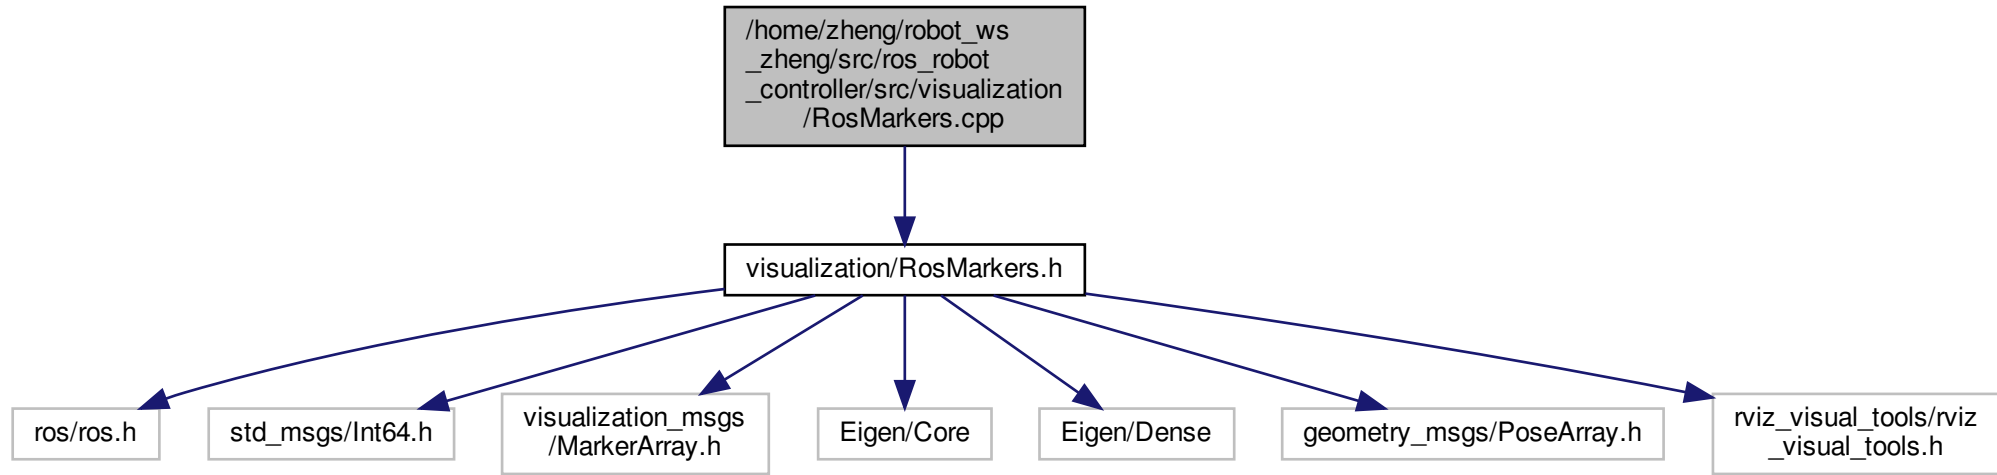 /home/zheng/robot_ws
_zheng/src/ros_robot
_controller/src/visualization
/RosMarkers.cpp
visualization/RosMarkers.h
ros/ros.h
std_msgs/Int64.h
visualization_msgs
/MarkerArray.h
Eigen/Core
Eigen/Dense
geometry_msgs/PoseArray.h
rviz_visual_tools/rviz
_visual_tools.h